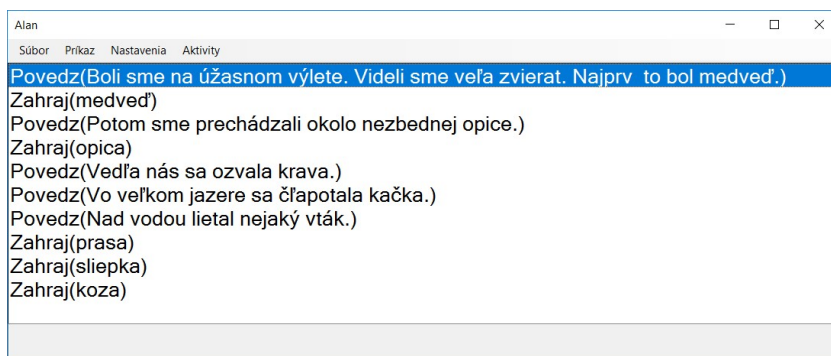 Alan
Súbor Príkaz Nastavenia Aktivity
Povedz(Boli sme na úžasnom výlete. Videli sme veľa zvierat. Najprv  to bol medveď.)
Zahraj(medveď)
Povedz(Potom sme prechádzali okolo nezbednej opice.)
Zahraj(opica)
Povedz(Vedľa nás sa ozvala krava.)
Povedz(Vo veľkom jazere sa čľapotala kačka.)
Povedz(Nad vodou lietal nejaký vták.)
Zahraj(prasa)
Zahraj(sliepka)
Zahraj(koza)